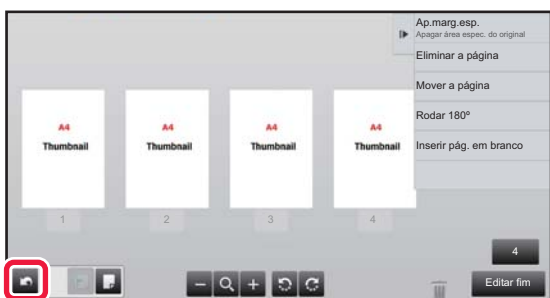 Ap.marg.esp.
Apagar área espec. do original
Eliminar a página
Mover a página
Rodar 180º
Inserir pág. em branco
A4
Thumbnail
A4
Thumbnail
A4
Thumbnail
A4
Thumbnail
1
2
3
4
4
Editar fim